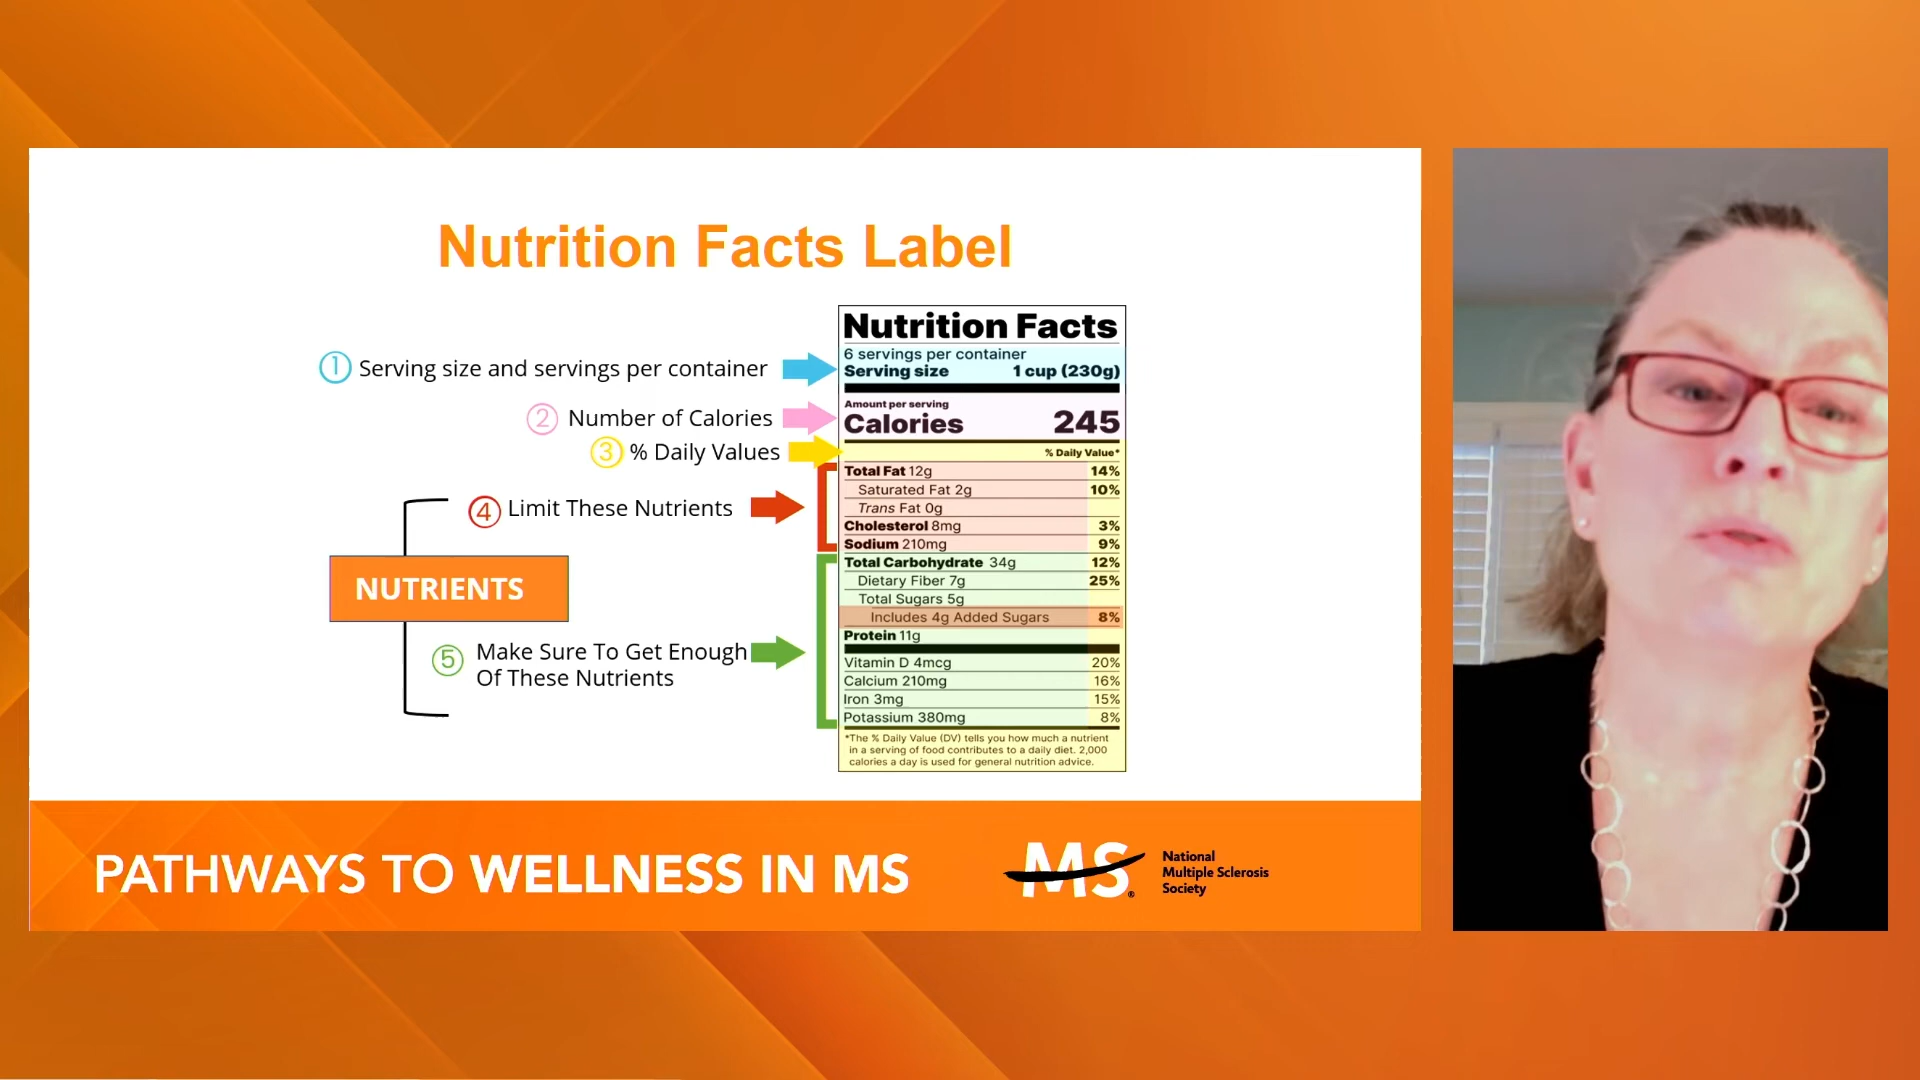 Nutrition Facts Label
① Serving size and servings per container
② Number of Calories
③ % Daily Values
④ Limit These Nutrients
NUTRIENTS
⑤ Make Sure To Get Enough
Of These Nutrients
Nutrition Facts
6 servings per container
Serving size 1 cup (230g)
Amount per serving
Calories 245
% Daily Value*
Total Fat 12g 14%
Saturated Fat 2g 10%
Trans Fat 0g
Cholesterol 8mg 3%
Sodium 210mg 9%
Total Carbohydrate 34g 12%
Dietary Fiber 7g 25%
Total Sugars 5g
Includes 4g Added Sugars 8%
Protein 11g
Vitamin D 4mcg 20%
Calcium 210mg 16%
Iron 3mg 15%
Potassium 380mg 8%
*The % Daily Value (DV) tells you how much a nutrient
in a serving of food contributes to a daily diet. 2,000
calories a day is used for general nutrition advice.
PATHWAYS TO WELLNESS IN MS
MS®
National
Multiple Sclerosis
Society